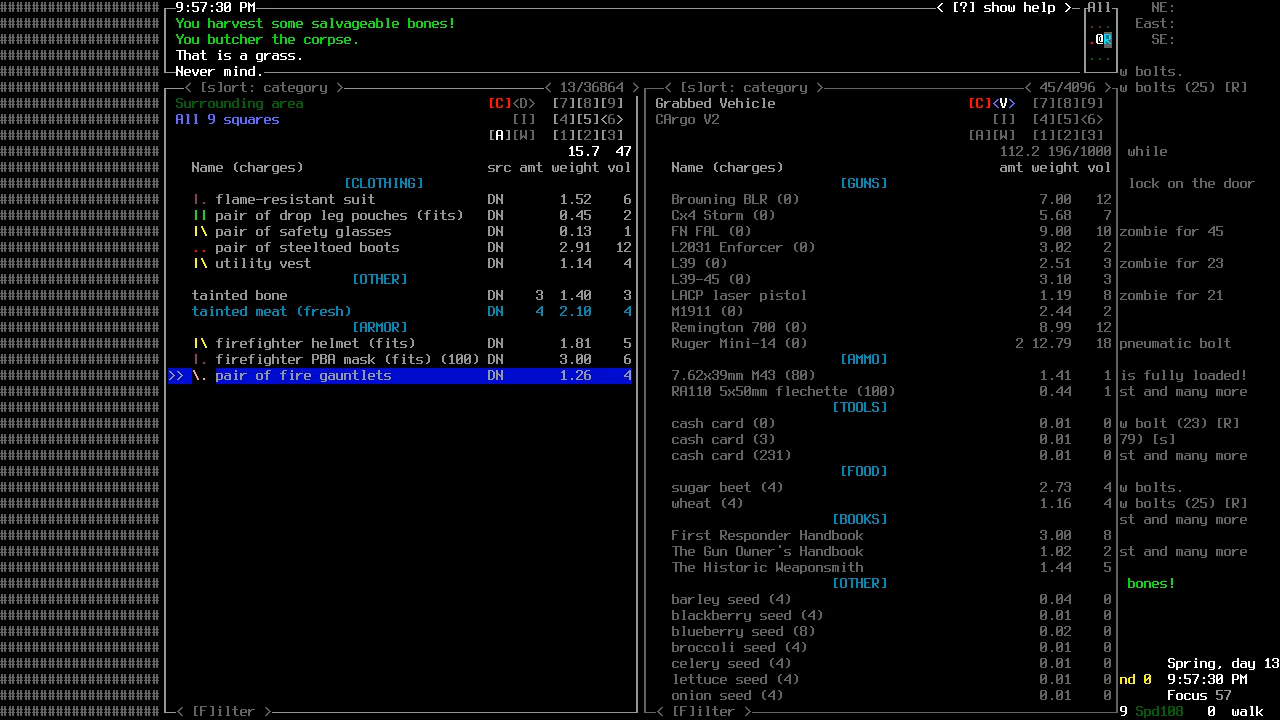 9:57:30 PM < [?] show help > All NE:
You harvest some salvageable bones! ... East:
You butcher the corpse. .@R SE:
That is a grass. ...
Never mind. w bolts.
< [s]ort: category > < 13/36864 > < [s]ort: category > < 45/4096 > w bolts (25) [R]
Surrounding area [C]<D> [7][8][9] Grabbed Vehicle [C]<V> [7][8][9]
All 9 squares [I] [4][5]<6> CArgo V2 [I] [4][5]<6>
[A][W] [1][2][3] [A][W] [1][2][3]
15.7 47 112.2 196/1000 while
Name (charges) src amt weight vol Name (charges) amt weight vol
[CLOTHING] [GUNS] lock on the door
|. flame-resistant suit DN 1.52 6 Browning BLR (0) 7.00 12
|| pair of drop leg pouches (fits) DN 0.45 2 Cx4 Storm (0) 5.68 7
|\ pair of safety glasses DN 0.13 1 FN FAL (0) 9.00 10 zombie for 45
.. pair of steeltoed boots DN 2.91 12 L2031 Enforcer (0) 3.02 2
|\ utility vest DN 1.14 4 L39 (0) 2.51 3 zombie for 23
[OTHER] L39-45 (0) 3.10 3
tainted bone DN 3 1.40 3 LACP laser pistol 1.19 8 zombie for 21
tainted meat (fresh) DN 4 2.10 4 M1911 (0) 2.44 2
[ARMOR] Remington 700 (0) 8.99 12
|\ firefighter helmet (fits) DN 1.81 5 Ruger Mini-14 (0) 2 12.79 18 pneumatic bolt
|. firefighter PBA mask (fits) (100) DN 3.00 6 [AMMO]
>> \. pair of fire gauntlets DN 1.26 4 7.62x39mm M43 (80) 1.41 1 is fully loaded!
RA110 5x50mm flechette (100) 0.44 1 st and many more
[TOOLS]
cash card (0) 0.01 0 w bolt (23) [R]
cash card (3) 0.01 0 79) [s]
cash card (231) 0.01 0 st and many more
[FOOD]
sugar beet (4) 2.73 4 w bolts.
wheat (4) 1.16 4 w bolts (25) [R]
[BOOKS] st and many more
First Responder Handbook 3.00 8
The Gun Owner's Handbook 1.02 2 st and many more
The Historic Weaponsmith 1.44 5
[OTHER] bones!
barley seed (4) 0.04 0
blackberry seed (4) 0.01 0
blueberry seed (8) 0.02 0
broccoli seed (4) 0.01 0
celery seed (4) 0.01 0 Spring, day 13
lettuce seed (4) 0.01 0 nd 0 9:57:30 PM
onion seed (4) 0.01 0 Focus 57
< [F]ilter > < [F]ilter > 9 Spd108 0 walk